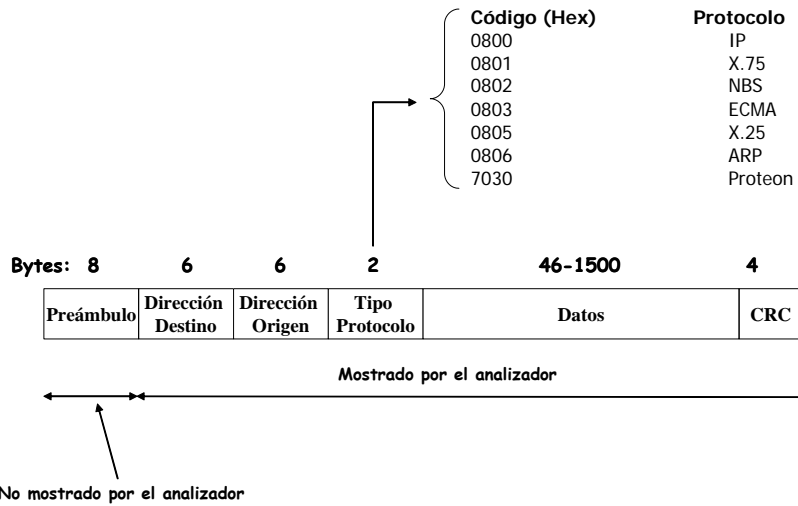 Código (Hex) Protocolo
0800 IP
0801 X.75
0802 NBS
0803 ECMA
0805 X.25
0806 ARP
7030 Proteon
Bytes: 8 6 6 2 46-1500 4
Preámbulo Dirección Destino Dirección Origen Tipo Protocolo Datos CRC
Mostrado por el analizador
No mostrado por el analizador